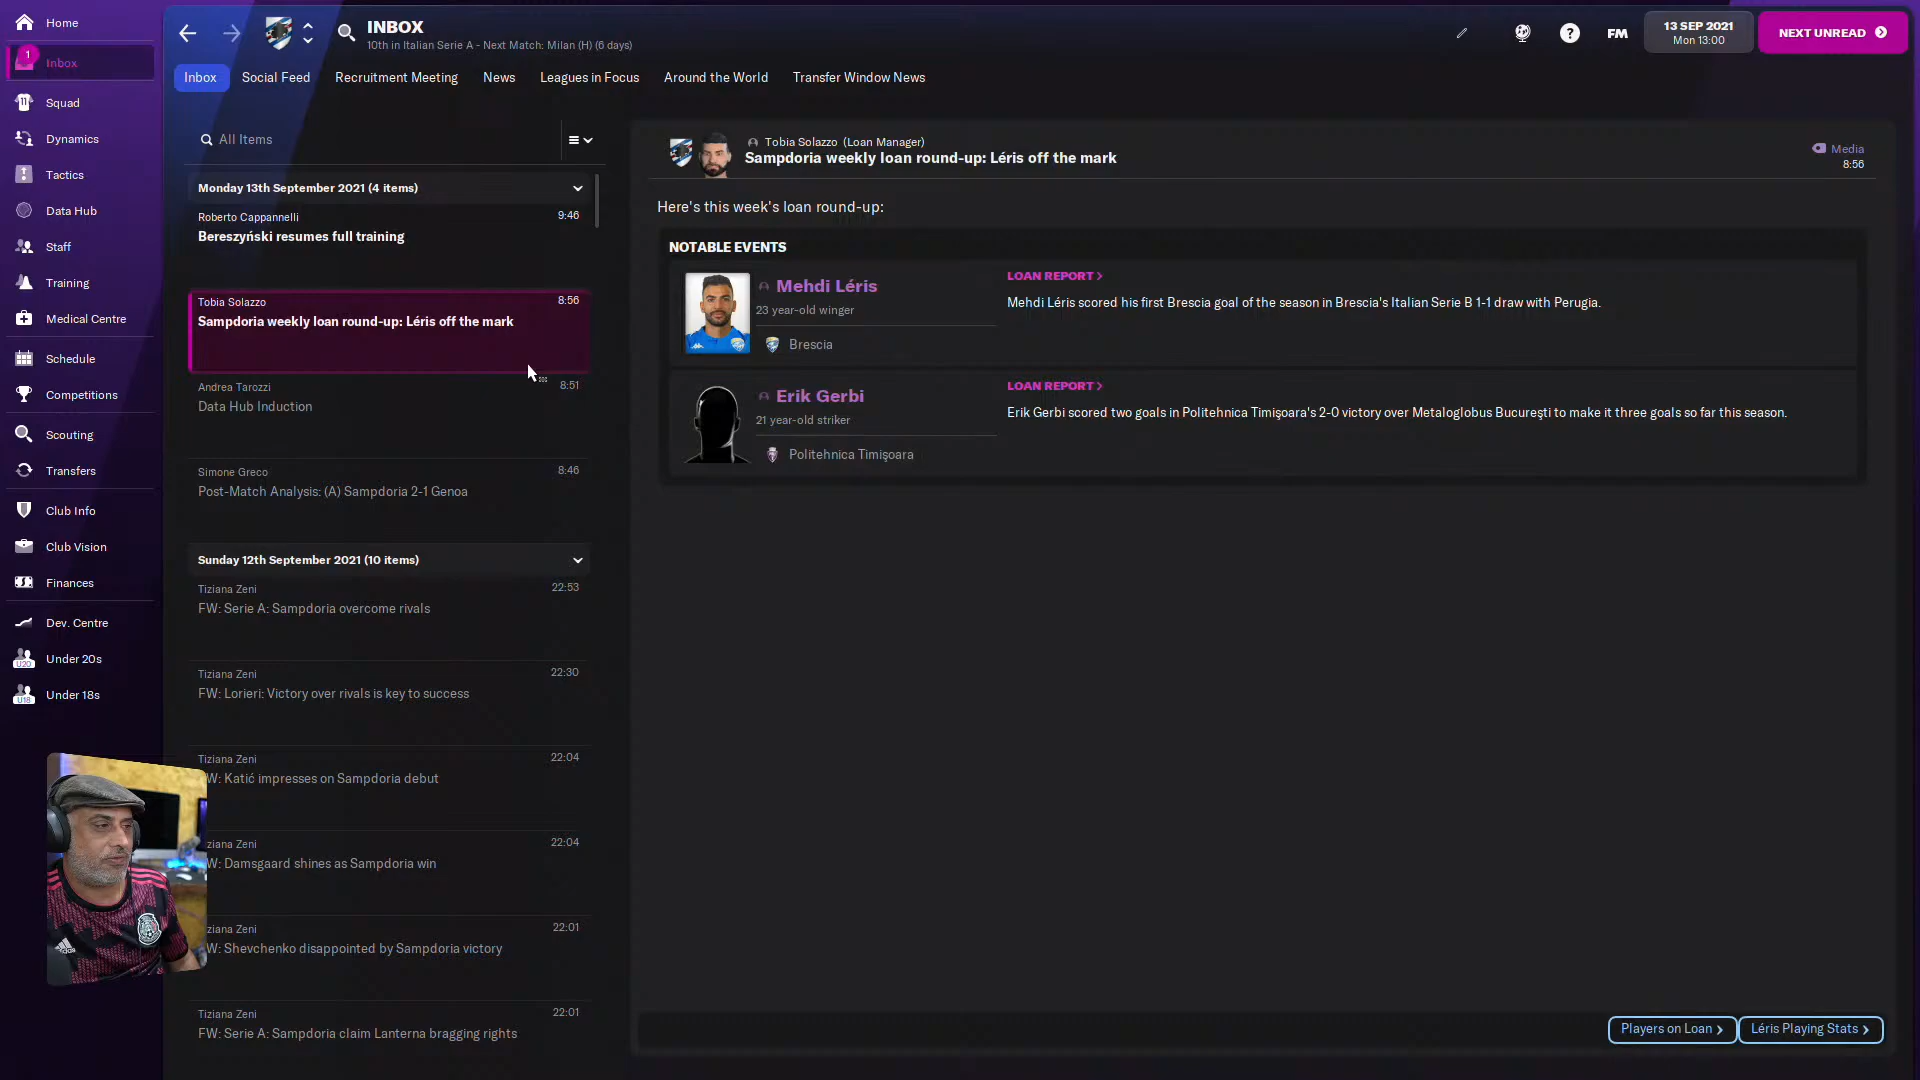 Home
1
Inbox
Squad
Dynamics
Tactics
Data Hub
Staff
Training
Medical Centre
Schedule
Competitions
Scouting
Transfers
Club Info
Club Vision
Finances
Dev. Centre
U20
Under 20s
U18
Under 18s
INBOX
10th in Italian Serie A - Next Match: Milan (H) (6 days)
FM
13 SEP 2021
Mon 13:00
NEXT UNREAD
Inbox
Social Feed
Recruitment Meeting
News
Leagues in Focus
Around the World
Transfer Window News
All Items
Monday 13th September 2021 (4 items)
Roberto Cappannelli 9:46
Bereszyński resumes full training
Tobia Solazzo 8:56
Sampdoria weekly loan round-up: Léris off the mark
Andrea Tarozzi 8:51
Data Hub Induction
Simone Greco 8:46
Post-Match Analysis: (A) Sampdoria 2-1 Genoa
Sunday 12th September 2021 (10 items)
Tiziana Zeni 22:53
FW: Serie A: Sampdoria overcome rivals
Tiziana Zeni 22:30
FW: Lorieri: Victory over rivals is key to success
Tiziana Zeni 22:04
W: Katić impresses on Sampdoria debut
ziana Zeni 22:04
W: Damsgaard shines as Sampdoria win
ziana Zeni 22:01
W: Shevchenko disappointed by Sampdoria victory
Tiziana Zeni 22:01
FW: Serie A: Sampdoria claim Lanterna bragging rights
Tobia Solazzo (Loan Manager)
Sampdoria weekly loan round-up: Léris off the mark
Media
8:56
Here's this week's loan round-up:
NOTABLE EVENTS
Mehdi Léris
23 year-old winger
Brescia
LOAN REPORT >
Mehdi Léris scored his first Brescia goal of the season in Brescia's Italian Serie B 1-1 draw with Perugia.
Erik Gerbi
21 year-old striker
Politehnica Timişoara
LOAN REPORT >
Erik Gerbi scored two goals in Politehnica Timişoara's 2-0 victory over Metaloglobus Bucureşti to make it three goals so far this season.
Players on Loan >
Léris Playing Stats >